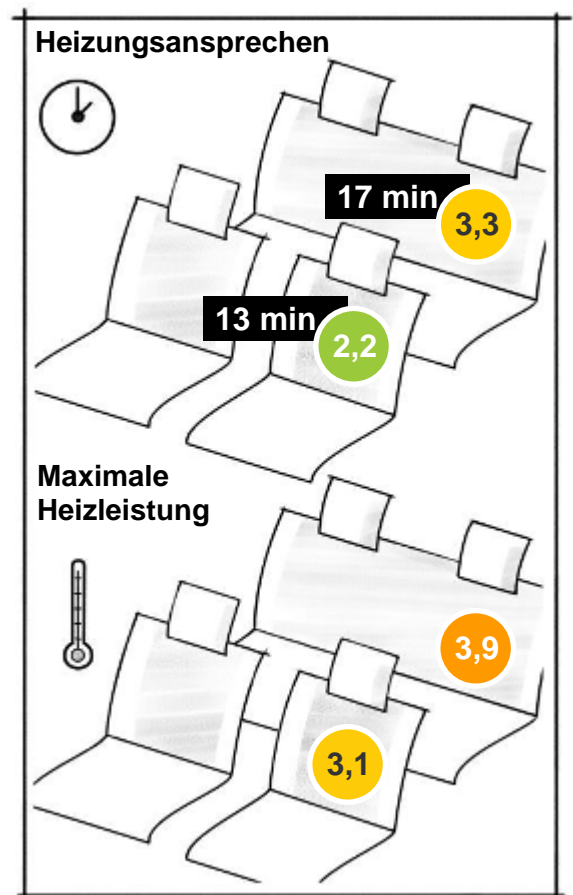 Heizungsansprechen
17 min
3,3
13 min
2,2
Maximale
Heizleistung
3,9
3,1